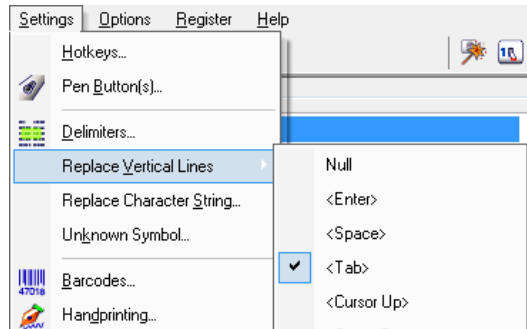 Settings Options Register Help
Hotkeys...
Pen Button(s)...
Delimiters...
Replace Vertical Lines
Null
Replace Character String...
<Enter>
Unknown Symbol...
<Space>
<Tab>
47018
Barcodes...
<Cursor Up>
Handprinting...